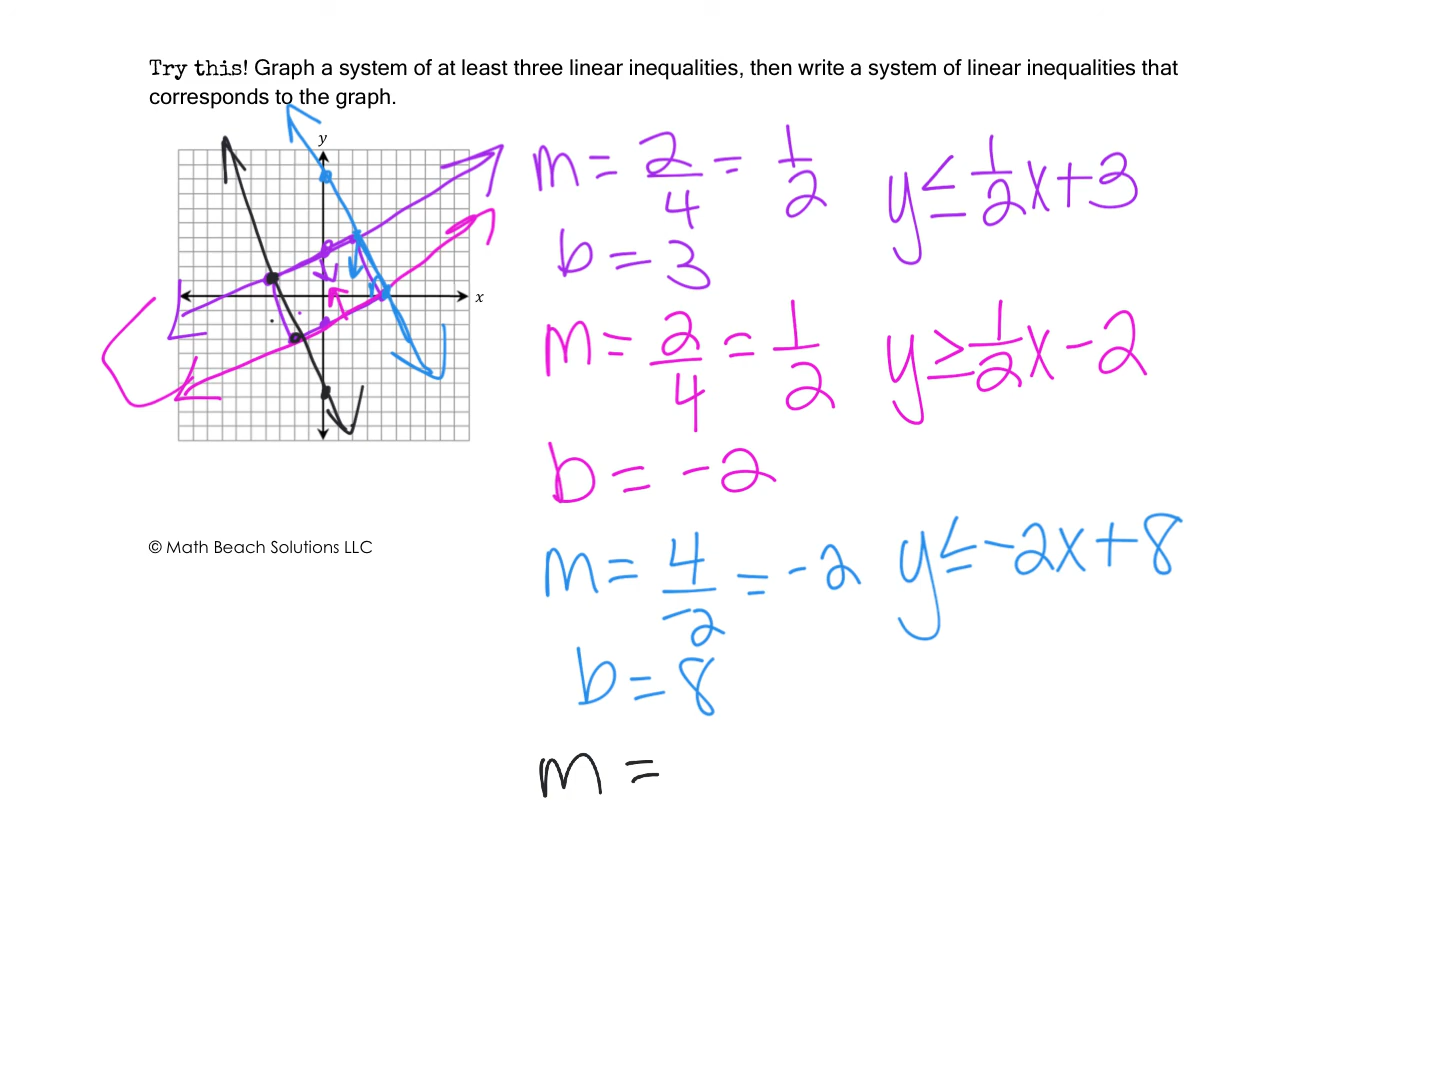 Try this! Graph a system of at least three linear inequalities, then write a system of linear inequalities that
corresponds to the graph.
y
x
m = 2/4 = 1/2 y ≤ 1/2x + 3
b = 3
m = 2/4 = 1/2 y ≥ 1/2x - 2
b = -2
© Math Beach Solutions LLC
m = 4/-2 = -2 y ≤ -2x + 8
b = 8
m =